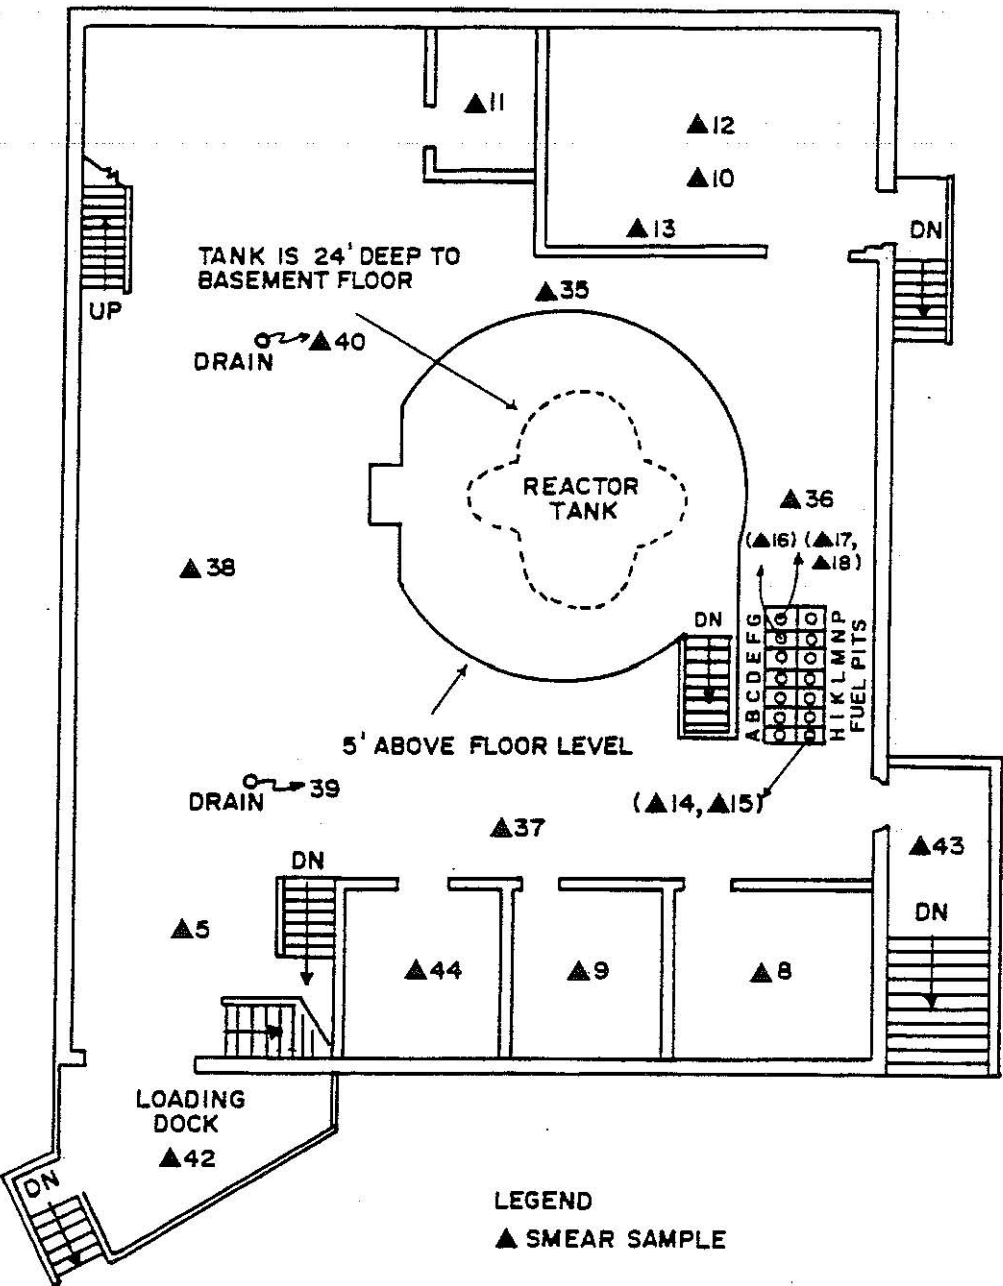 ▲11
▲12
▲10
▲13
DN
TANK IS 24' DEEP TO
BASEMENT FLOOR
▲35
UP
▲40
DRAIN
REACTOR
TANK
▲36
(▲16) (▲17,
▲18)
▲38
DN
A B C D E F G
H I K L M N P
FUEL PITS
5' ABOVE FLOOR LEVEL
39
DRAIN
(▲14, ▲15)
▲37
▲43
DN
DN
▲5
▲44
▲9
▲8
LOADING
DOCK
▲42
DN
LEGEND
▲ SMEAR SAMPLE